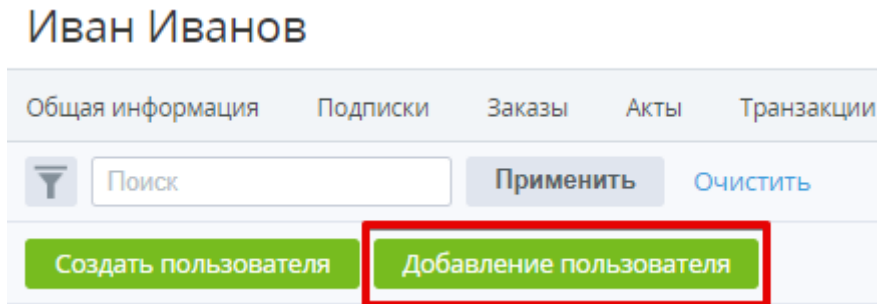 Иван Иванов
Общая информация Подписки Заказы Акты Транзакции
Поиск Применить Очистить
Создать пользователя Добавление пользователя